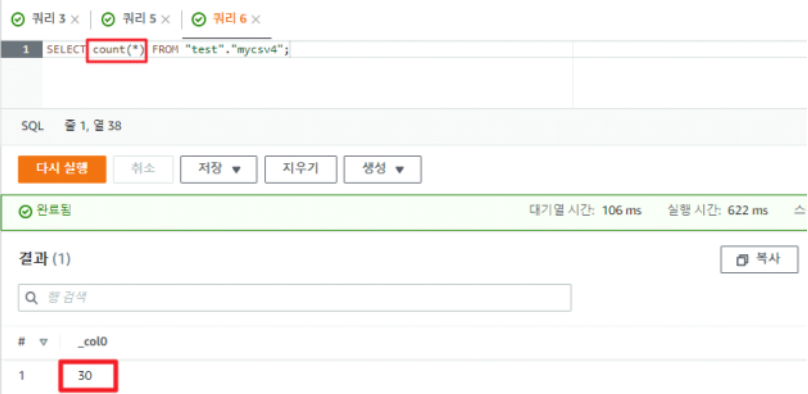 쿼리 3 × 쿼리 5 × 쿼리 6 ×
1 SELECT count(*) FROM "test"."mycsv4";
SQL 줄 1, 열 38
다시 실행 취소 저장 ▼ 지우기 생성 ▼
완료됨 대기열 시간: 106 ms 실행 시간: 622 ms 스
결과 (1) 복사
행 검색
# ▽ _col0
1 30